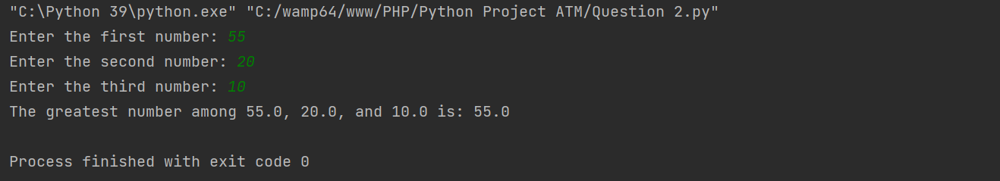 "C:\Python 39\python.exe" "C:/wamp64/www/PHP/Python Project ATM/Question 2.py"
Enter the first number: 55
Enter the second number: 20
Enter the third number: 10
The greatest number among 55.0, 20.0, and 10.0 is: 55.0
Process finished with exit code 0